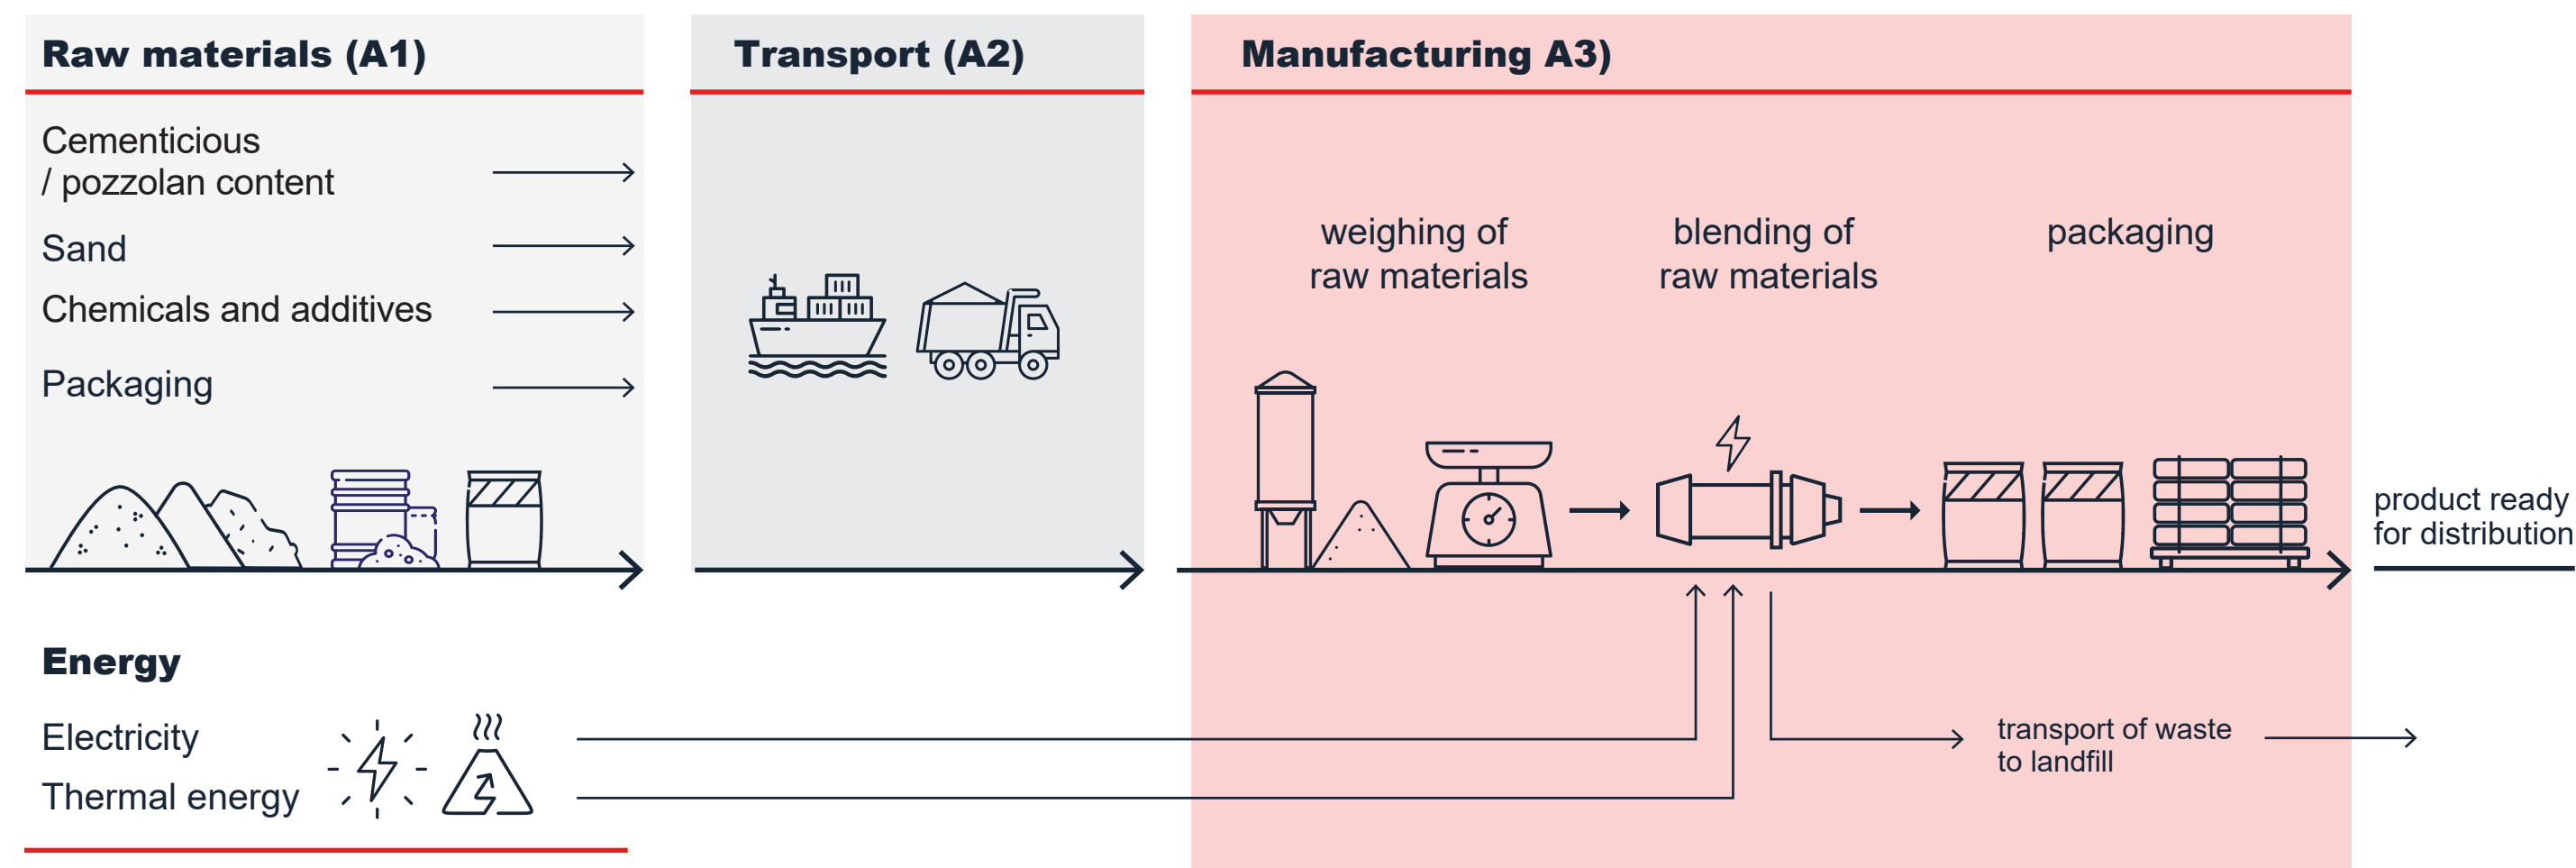 Raw materials (A1)
Cementicious
/ pozzolan content
Sand
Chemicals and additives
Packaging
Transport (A2)
Manufacturing A3)
weighing of
raw materials
blending of
raw materials
packaging
product ready
for distribution
Energy
Electricity
Thermal energy
transport of waste
to landfill